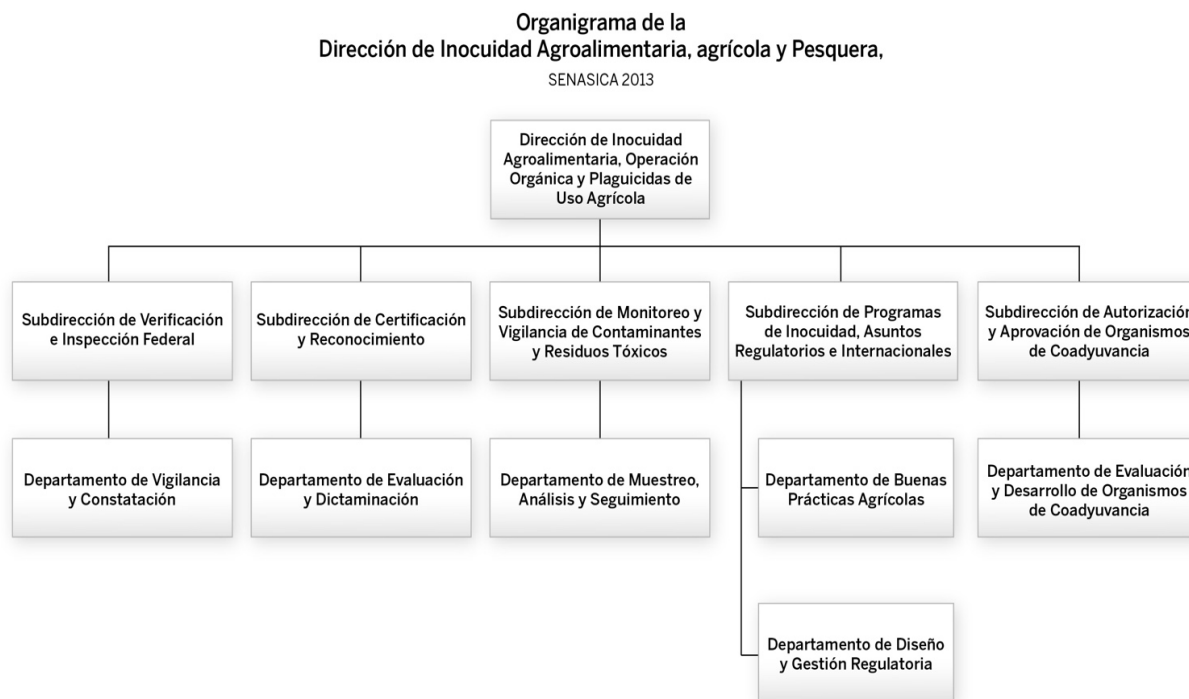 Organigrama de la
Dirección de Inocuidad Agroalimentaria, agrícola y Pesquera,
SENASICA 2013
Dirección de Inocuidad
Agroalimentaria, Operación
Orgánica y Plaguicidas de
Uso Agrícola
Subdirección de Verificación
e Inspección Federal
Subdirección de Certificación
y Reconocimiento
Subdirección de Monitoreo y
Vigilancia de Contaminantes
y Residuos Tóxicos
Subdirección de Programas
de Inocuidad, Asuntos
Regulatorios e Internacionales
Subdirección de Autorización
y Aprovación de Organismos
de Coadyuvancia
Departamento de Vigilancia
y Constatación
Departamento de Evaluación
y Dictaminación
Departamento de Muestreo,
Análisis y Seguimiento
Departamento de Buenas
Prácticas Agrícolas
Departamento de Evaluación
y Desarrollo de Organismos
de Coadyuvancia
Departamento de Diseño
y Gestión Regulatoria